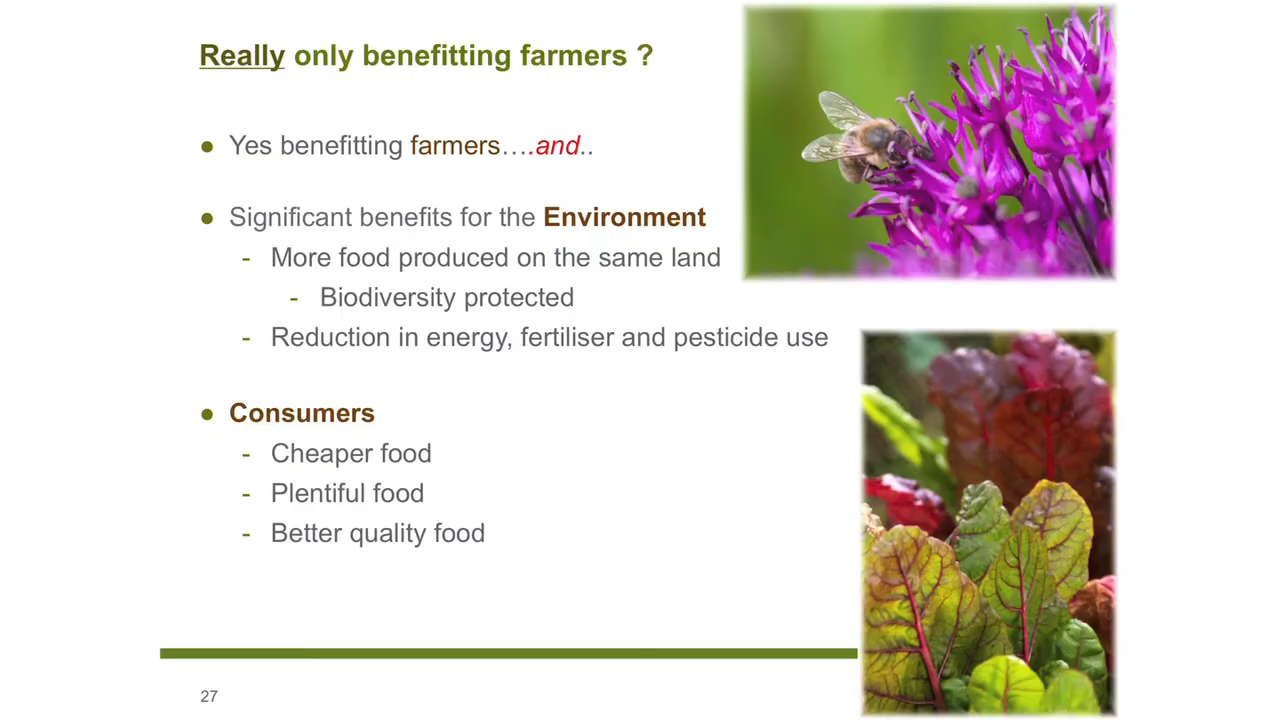 Really only benefitting farmers ?
● Yes benefitting farmers….and..
● Significant benefits for the Environment
- More food produced on the same land
- Biodiversity protected
- Reduction in energy, fertiliser and pesticide use
● Consumers
- Cheaper food
- Plentiful food
- Better quality food
27